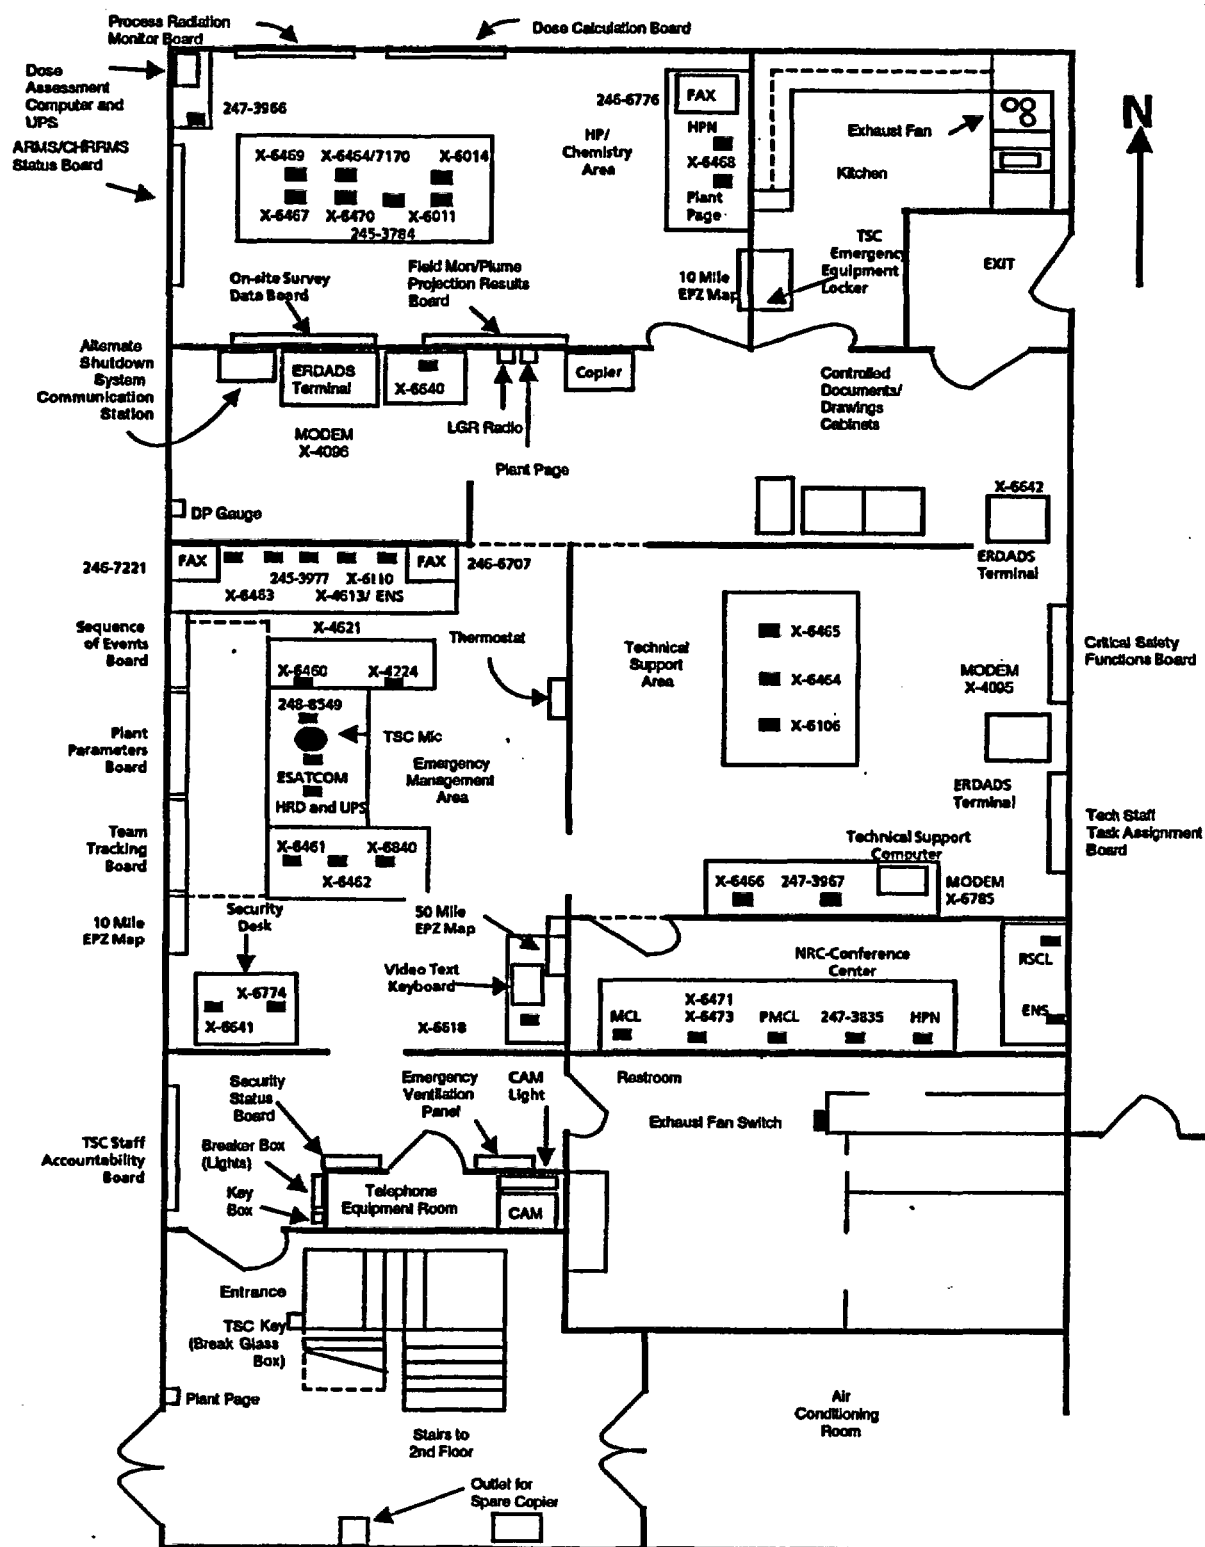 Process Radiation
Monitor Board
Dose Calculation Board
Dose
Assessment
Computer and
UPS
247-3966
246-6776
FAX
HPN
X-6468
Plant
Page
HP/
Chemistry
Area
Exhaust Fan
Kitchen
N
ARMS/CHRRMS
Status Board
X-6469
X-6464/7170
X-6014
X-6467
X-6470
X-6011
245-3784
On-site Survey
Data Board
Field Mon/Plume
Projection Results
Board
10 Mile
EPZ Map
TSC
Emergency
Equipment
Locker
EXIT
Alternate
Shutdown
System
Communication
Station
ERDADS
Terminal
X-6640
Copier
MODEM
X-4096
LGR Radio
Plant Page
Controlled
Documents/
Drawings
Cabinets
DP Gauge
X-6642
ERDADS
Terminal
246-7221
FAX
FAX
246-6707
245-3977
X-6110
X-6463
X-4613/ ENS
X-4621
Sequence
of Events
Board
X-6460
X-4224
Thermostat
Technical
Support
Area
X-6465
X-6464
X-6106
Critical Safety
Functions Board
MODEM
X-4095
248-8549
TSC Mic
ESATCOM
HRD and UPS
Emergency
Management
Area
Plant
Parameters
Board
ERDADS
Terminal
Team
Tracking
Board
X-6461
X-6840
X-6462
Technical Support
Computer
Tech Staff
Task Assignment
Board
X-6466
247-3967
MODEM
X-6785
10 Mile
EPZ Map
Security
Desk
50 Mile
EPZ Map
NRC-Conference
Center
RSCL
ENS
Video Text
Keyboard
X-6774
X-6641
X-6618
MCL
X-6471
X-6473
PMCL
247-3835
HPN
Security
Status
Board
Emergency
Ventilation
Panel
CAM
Light
Restroom
Exhaust Fan Switch
TSC Staff
Accountability
Board
Breaker Box
(Lights)
Key
Box
Telephone
Equipment Room
CAM
Entrance
TSC Key
(Break Glass
Box)
Plant Page
Stairs to
2nd Floor
Air
Conditioning
Room
Outlet for
Spare Copier